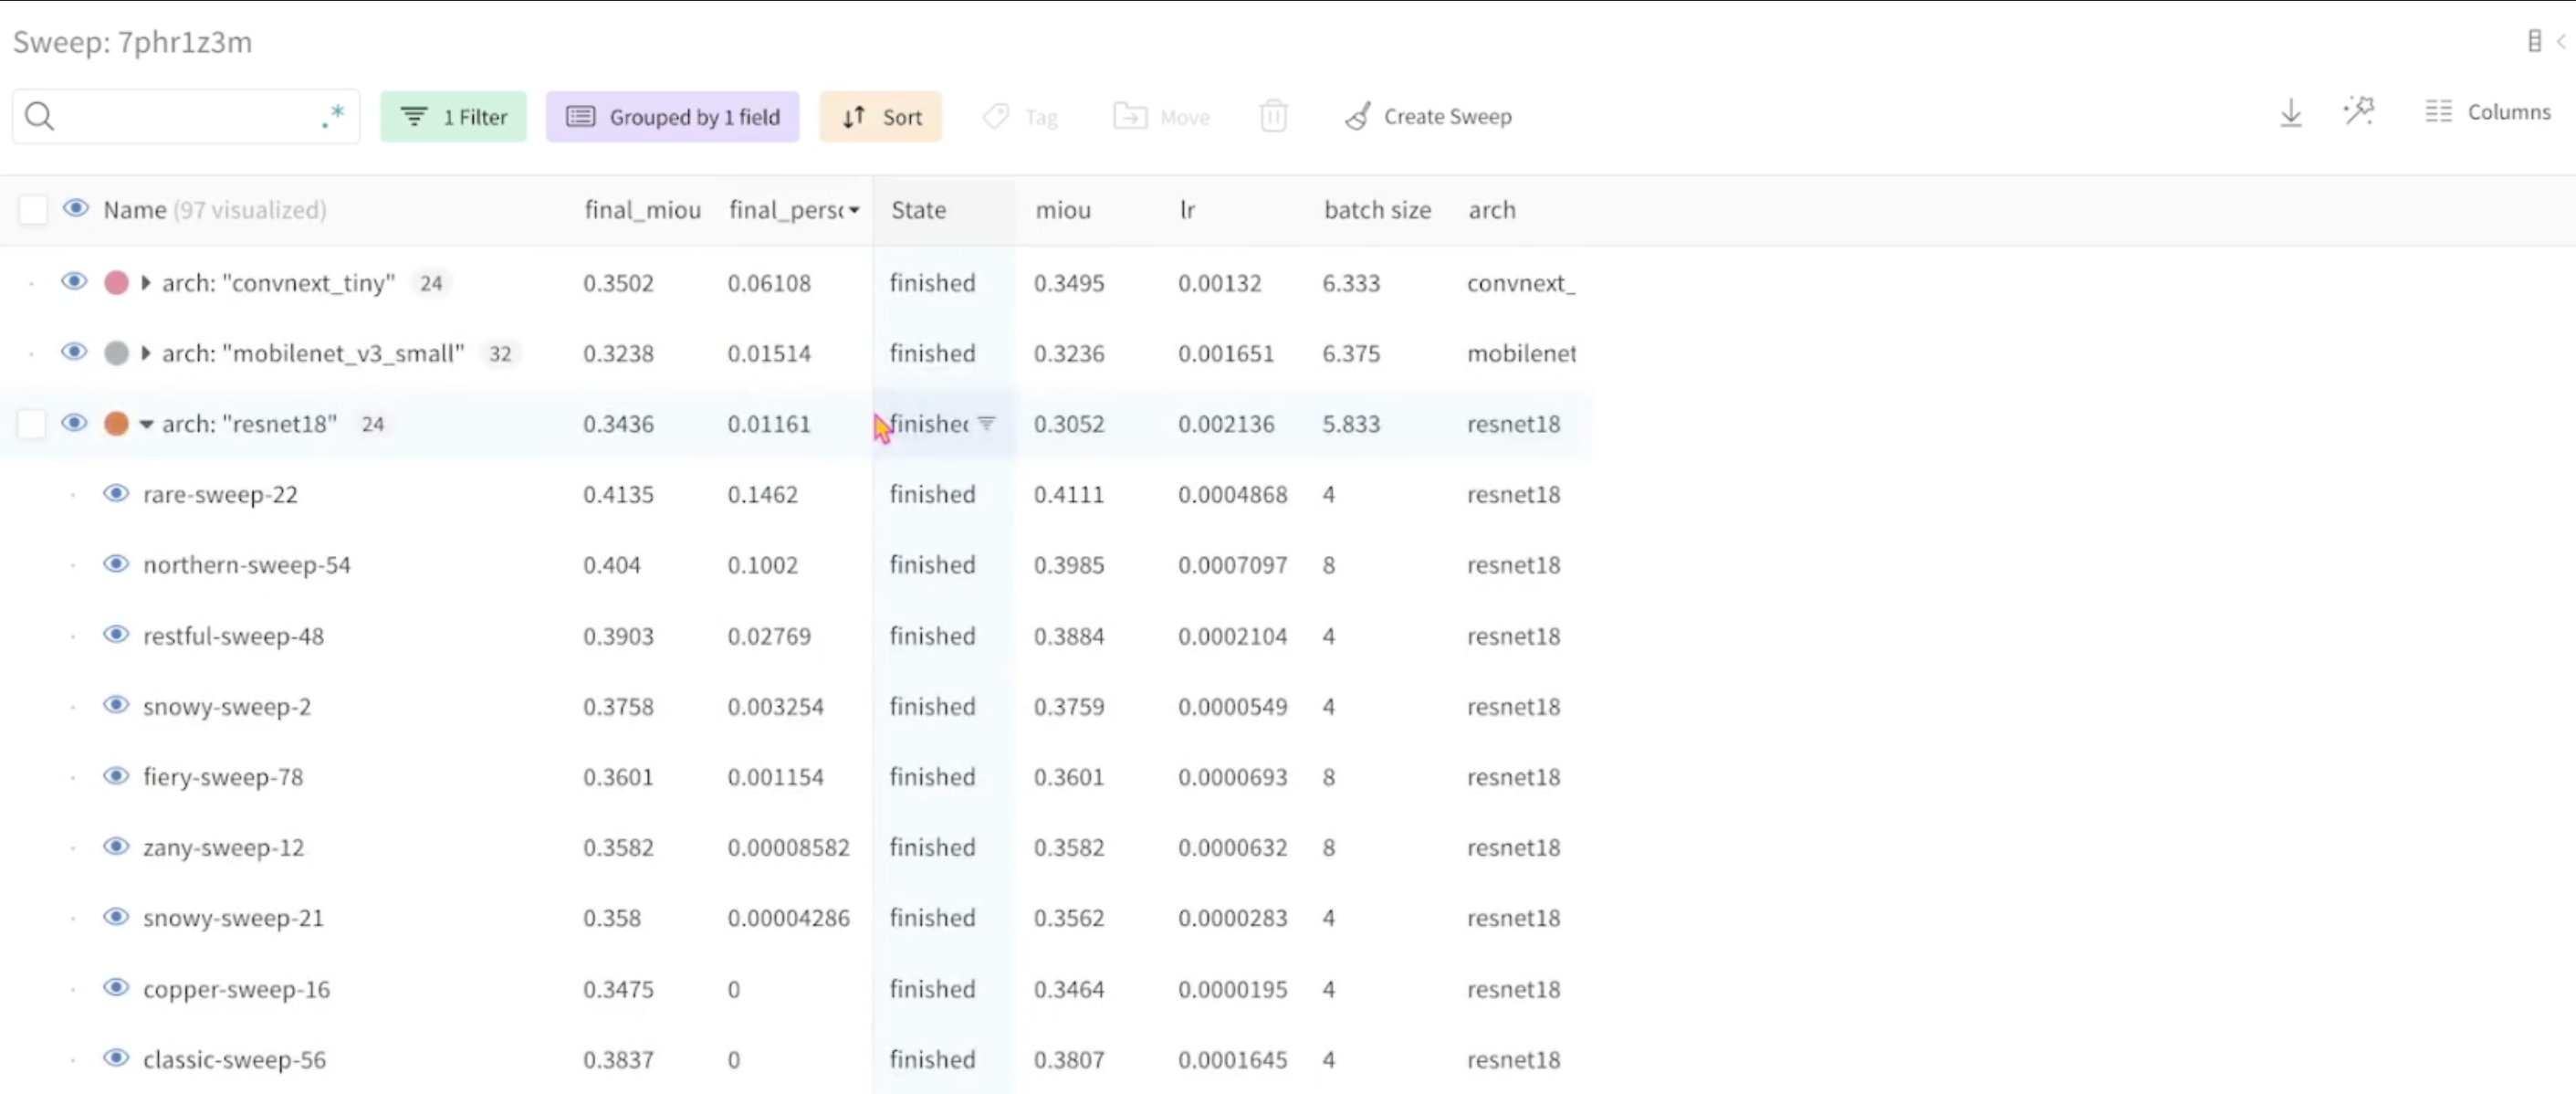 Sweep: 7phr1z3m
.* 1 Filter Grouped by 1 field Sort Tag Move Create Sweep Columns
Name (97 visualized) final_miou final_persc State miou lr batch size arch
arch: "convnext_tiny" 24 0.3502 0.06108 finished 0.3495 0.00132 6.333 convnext_
arch: "mobilenet_v3_small" 32 0.3238 0.01514 finished 0.3236 0.001651 6.375 mobilenet
arch: "resnet18" 24 0.3436 0.01161 finishec 0.3052 0.002136 5.833 resnet18
rare-sweep-22 0.4135 0.1462 finished 0.4111 0.0004868 4 resnet18
northern-sweep-54 0.404 0.1002 finished 0.3985 0.0007097 8 resnet18
restful-sweep-48 0.3903 0.02769 finished 0.3884 0.0002104 4 resnet18
snowy-sweep-2 0.3758 0.003254 finished 0.3759 0.0000549 4 resnet18
fiery-sweep-78 0.3601 0.001154 finished 0.3601 0.0000693 8 resnet18
zany-sweep-12 0.3582 0.00008582 finished 0.3582 0.0000632 8 resnet18
snowy-sweep-21 0.358 0.00004286 finished 0.3562 0.0000283 4 resnet18
copper-sweep-16 0.3475 0 finished 0.3464 0.0000195 4 resnet18
classic-sweep-56 0.3837 0 finished 0.3807 0.0001645 4 resnet18